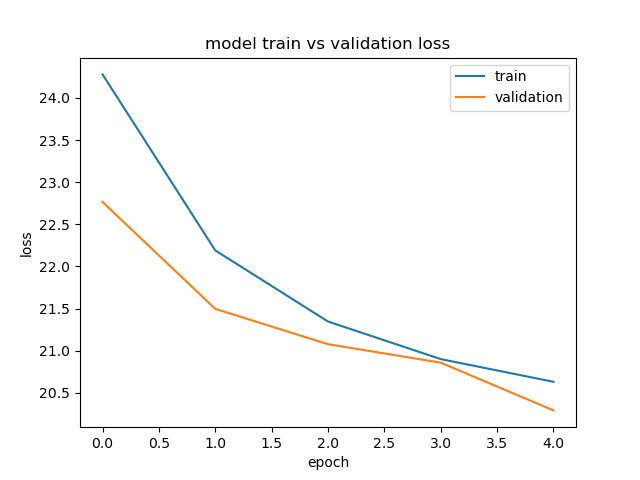 model train vs validation loss
train
validation
24.0
23.5
23.0
22.5
22.0
21.5
21.0
20.5
loss
0.0 0.5 1.0 1.5 2.0 2.5 3.0 3.5 4.0
epoch